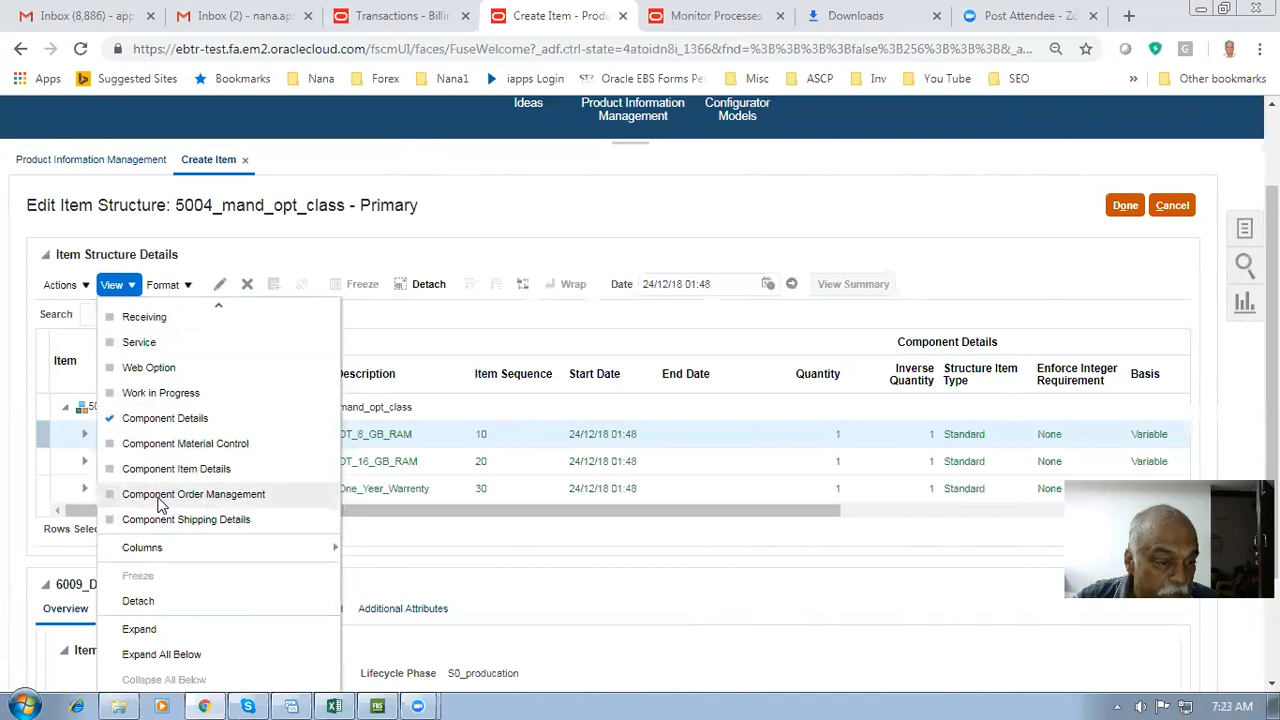 Inbox (86) - app
Inbox (2) - nana.ap
Transactions - Billin
Create Item - Produ
Monitor Processes
Downloads
Post Attendee - Zo
https://ebtr-test.fa.em2.oraclecloud.com/fscmUI/faces/FuseWelcome?_adf.ctrl-state=4atoidn8i_1366&fnd=%3B%3B%3B%3Bfalse%3B256%3B%3B%3B&_a...
Apps
Suggested Sites
Bookmarks
Nana
Forex
Nana1
iapps Login
Oracle EBS Forms Pe
Misc
ASCP
Inv
You Tube
SEO
»
Other bookmarks
Ideas
Product Information
Management
Configurator
Models
Product Information Management
Create Item
Edit Item Structure: 5004_mand_opt_class - Primary
Done
Cancel
Item Structure Details
Actions
View
Format
Freeze
Detach
Wrap
Date
24/12/18 01:48
View Summary
Search
Component Details
Item
Description
Item Sequence
Start Date
End Date
Quantity
Inverse
Quantity
Structure Item
Type
Enforce Integer
Requirement
Basis
mand_opt_class
OT_8_GB_RAM 10 24/12/18 01:48 1 1 Standard None Variable
OT_16_GB_RAM 20 24/12/18 01:48 1 1 Standard None Variable
One_Year_Warrenty 30 24/12/18 01:48 1 1 Standard None
Rows Selec
Receiving
Service
Web Option
Work in Progress
Component Details
Component Material Control
Component Item Details
Component Order Management
Component Shipping Details
Columns
Freeze
Detach
Expand
Expand All Below
Collapse All Below
6009_D
Overview
Additional Attributes
Item
Lifecycle Phase S0_producation
7:23 AM